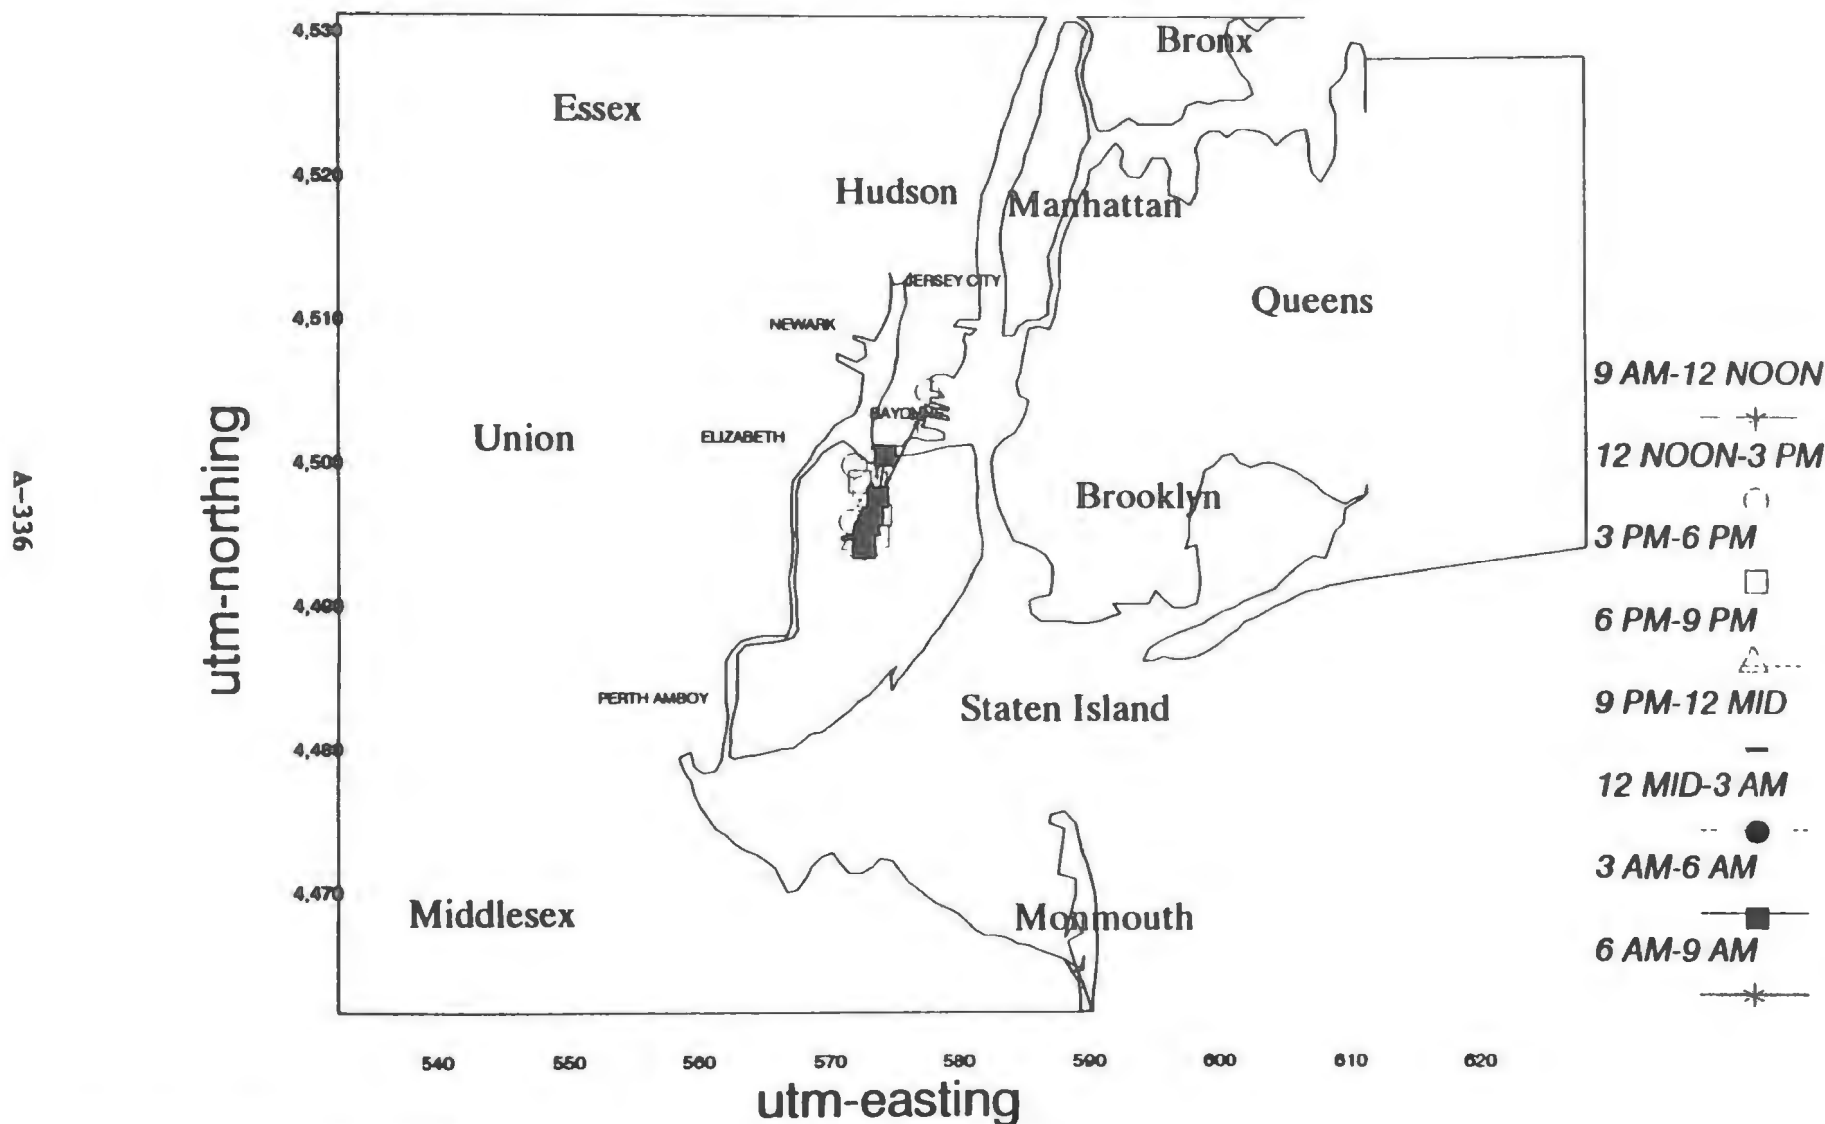 4,530
Bronx
Essex
4,520
Hudson
Manhattan
JERSEY CITY
Queens
4,510
NEWARK
9 AM-12 NOON
BAYONNE
Union
ELIZABETH
4,500
12 NOON-3 PM
Brooklyn
A-336
utm-northing
3 PM-6 PM
4,490
6 PM-9 PM
PERTH AMBOY
Staten Island
9 PM-12 MID
4,480
12 MID-3 AM
3 AM-6 AM
4,470
Middlesex
Monmouth
6 AM-9 AM
540 550 560 570 580 590 600 610 620
utm-easting